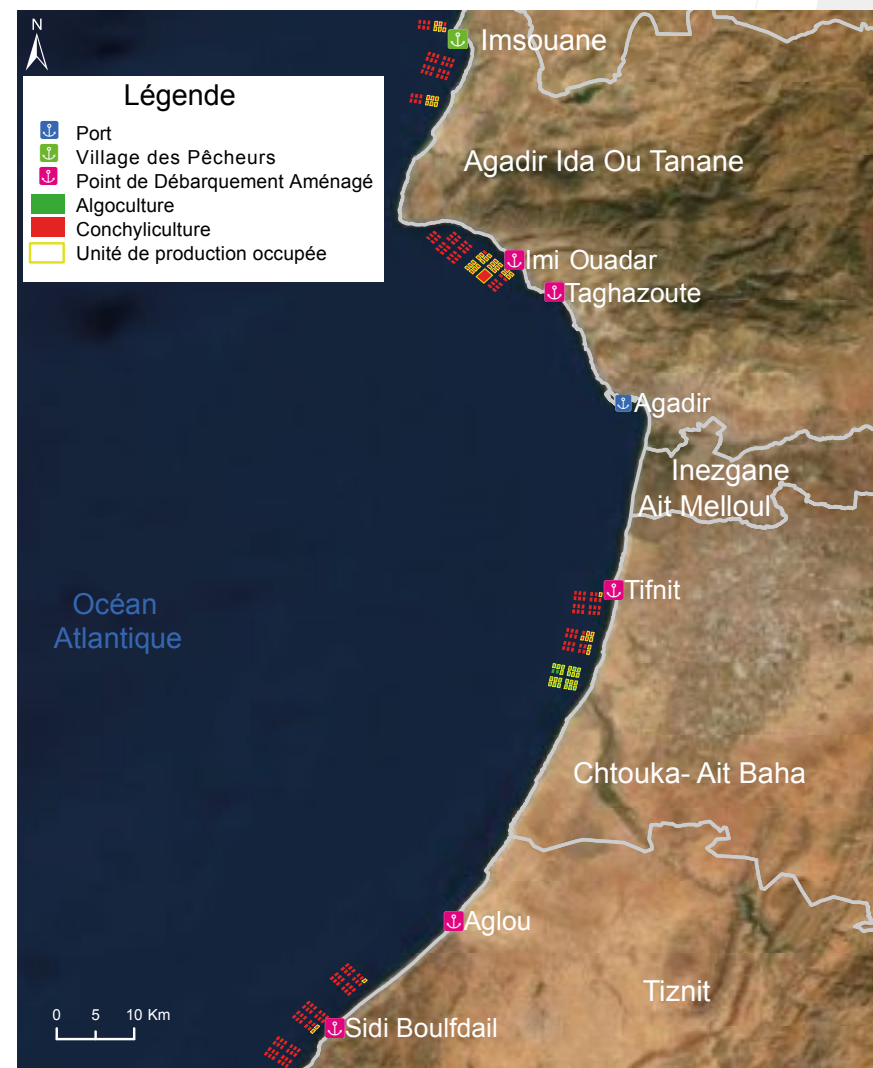 N
Imsouane
Légende
Port
Village des Pêcheurs
Point de Débarquement Aménagé
Algoculture
Conchyliculture
Unité de production occupée
Agadir Ida Ou Tanane
Imi Ouadar
Taghazoute
Agadir
Inezgane
Ait Melloul
Tifnit
Océan
Atlantique
Chtouka- Ait Baha
Aglou
Tiznit
0 5 10 Km
Sidi Boulfdail